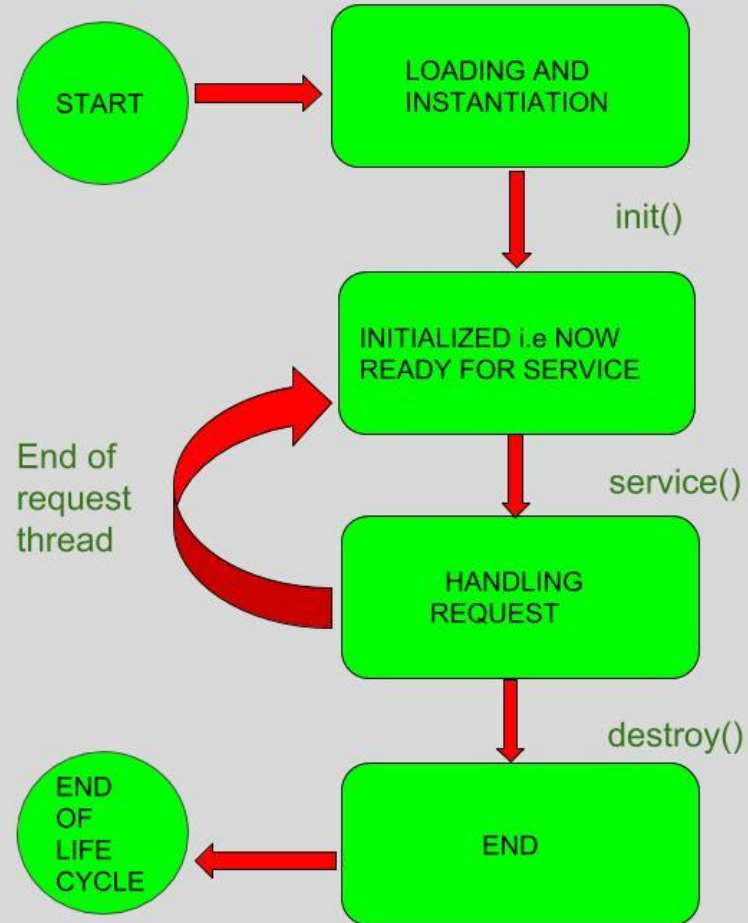 START
LOADING AND
INSTANTIATION
init()
INITIALIZED i.e NOW
READY FOR SERVICE
End of
request
thread
service()
HANDLING
REQUEST
destroy()
END
OF
LIFE
CYCLE
END